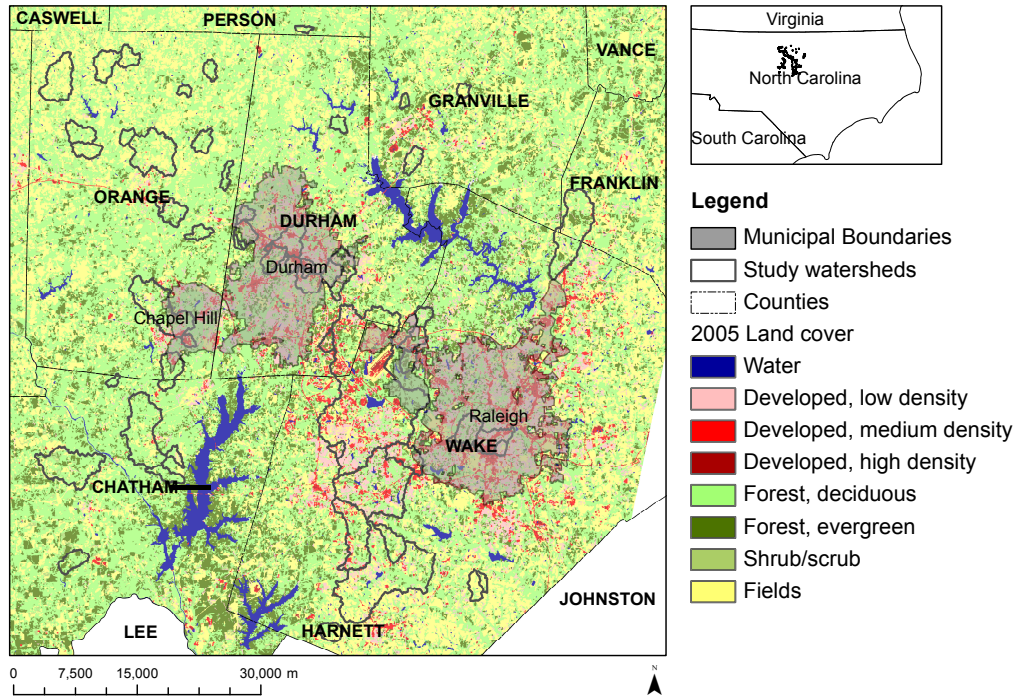 CASWELL
PERSON
VANCE
GRANVILLE
FRANKLIN
ORANGE
DURHAM
Durham
Chapel Hill
Raleigh
WAKE
CHATHAM
JOHNSTON
LEE
HARNETT
0 7,500 15,000 30,000 m
N
Virginia
North Carolina
South Carolina
Legend
Municipal Boundaries
Study watersheds
Counties
2005 Land cover
Water
Developed, low density
Developed, medium density
Developed, high density
Forest, deciduous
Forest, evergreen
Shrub/scrub
Fields